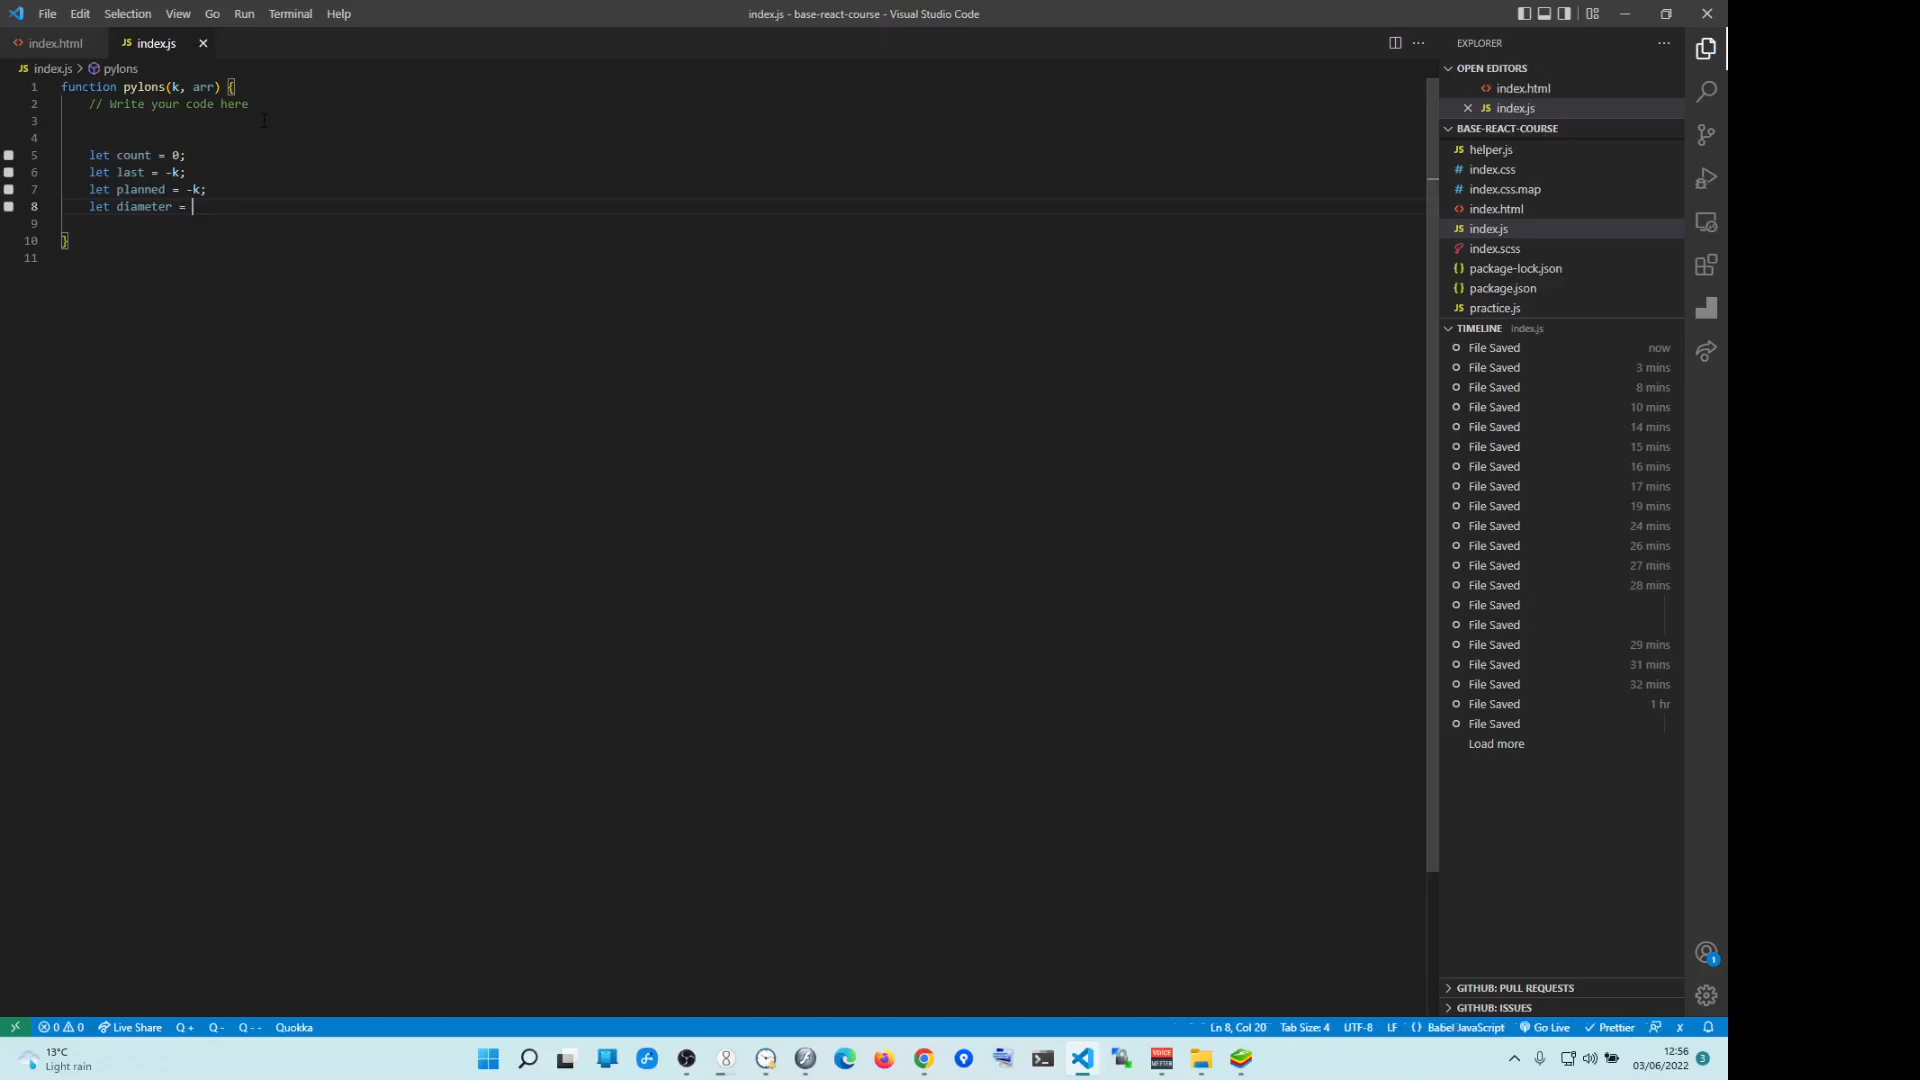 File Edit Selection View Go Run Terminal Help
index.js - base-react-course - Visual Studio Code
index.html
JS index.js
JS index.js > pylons
1 function pylons(k, arr) {
2 // Write your code here
3
4
5 let count = 0;
6 let last = -k;
7 let planned = -k;
8 let diameter =
9
10 }
11
EXPLORER
OPEN EDITORS
index.html
JS index.js
BASE-REACT-COURSE
JS helper.js
# index.css
# index.css.map
index.html
JS index.js
index.scss
{} package-lock.json
{} package.json
JS practice.js
TIMELINE index.js
File Saved now
File Saved 3 mins
File Saved 8 mins
File Saved 10 mins
File Saved 14 mins
File Saved 15 mins
File Saved 16 mins
File Saved 17 mins
File Saved 19 mins
File Saved 24 mins
File Saved 26 mins
File Saved 27 mins
File Saved 28 mins
File Saved
File Saved
File Saved 29 mins
File Saved 31 mins
File Saved 32 mins
File Saved 1 hr
File Saved
Load more
GITHUB: PULL REQUESTS
GITHUB: ISSUES
1
0 0 Live Share Q + Q - Q - - Quokka
Ln 8, Col 20 Tab Size: 4 UTF-8 LF {} Babel JavaScript Go Live Prettier
13°C
Light rain
VOICE
12:56
03/06/2022
3